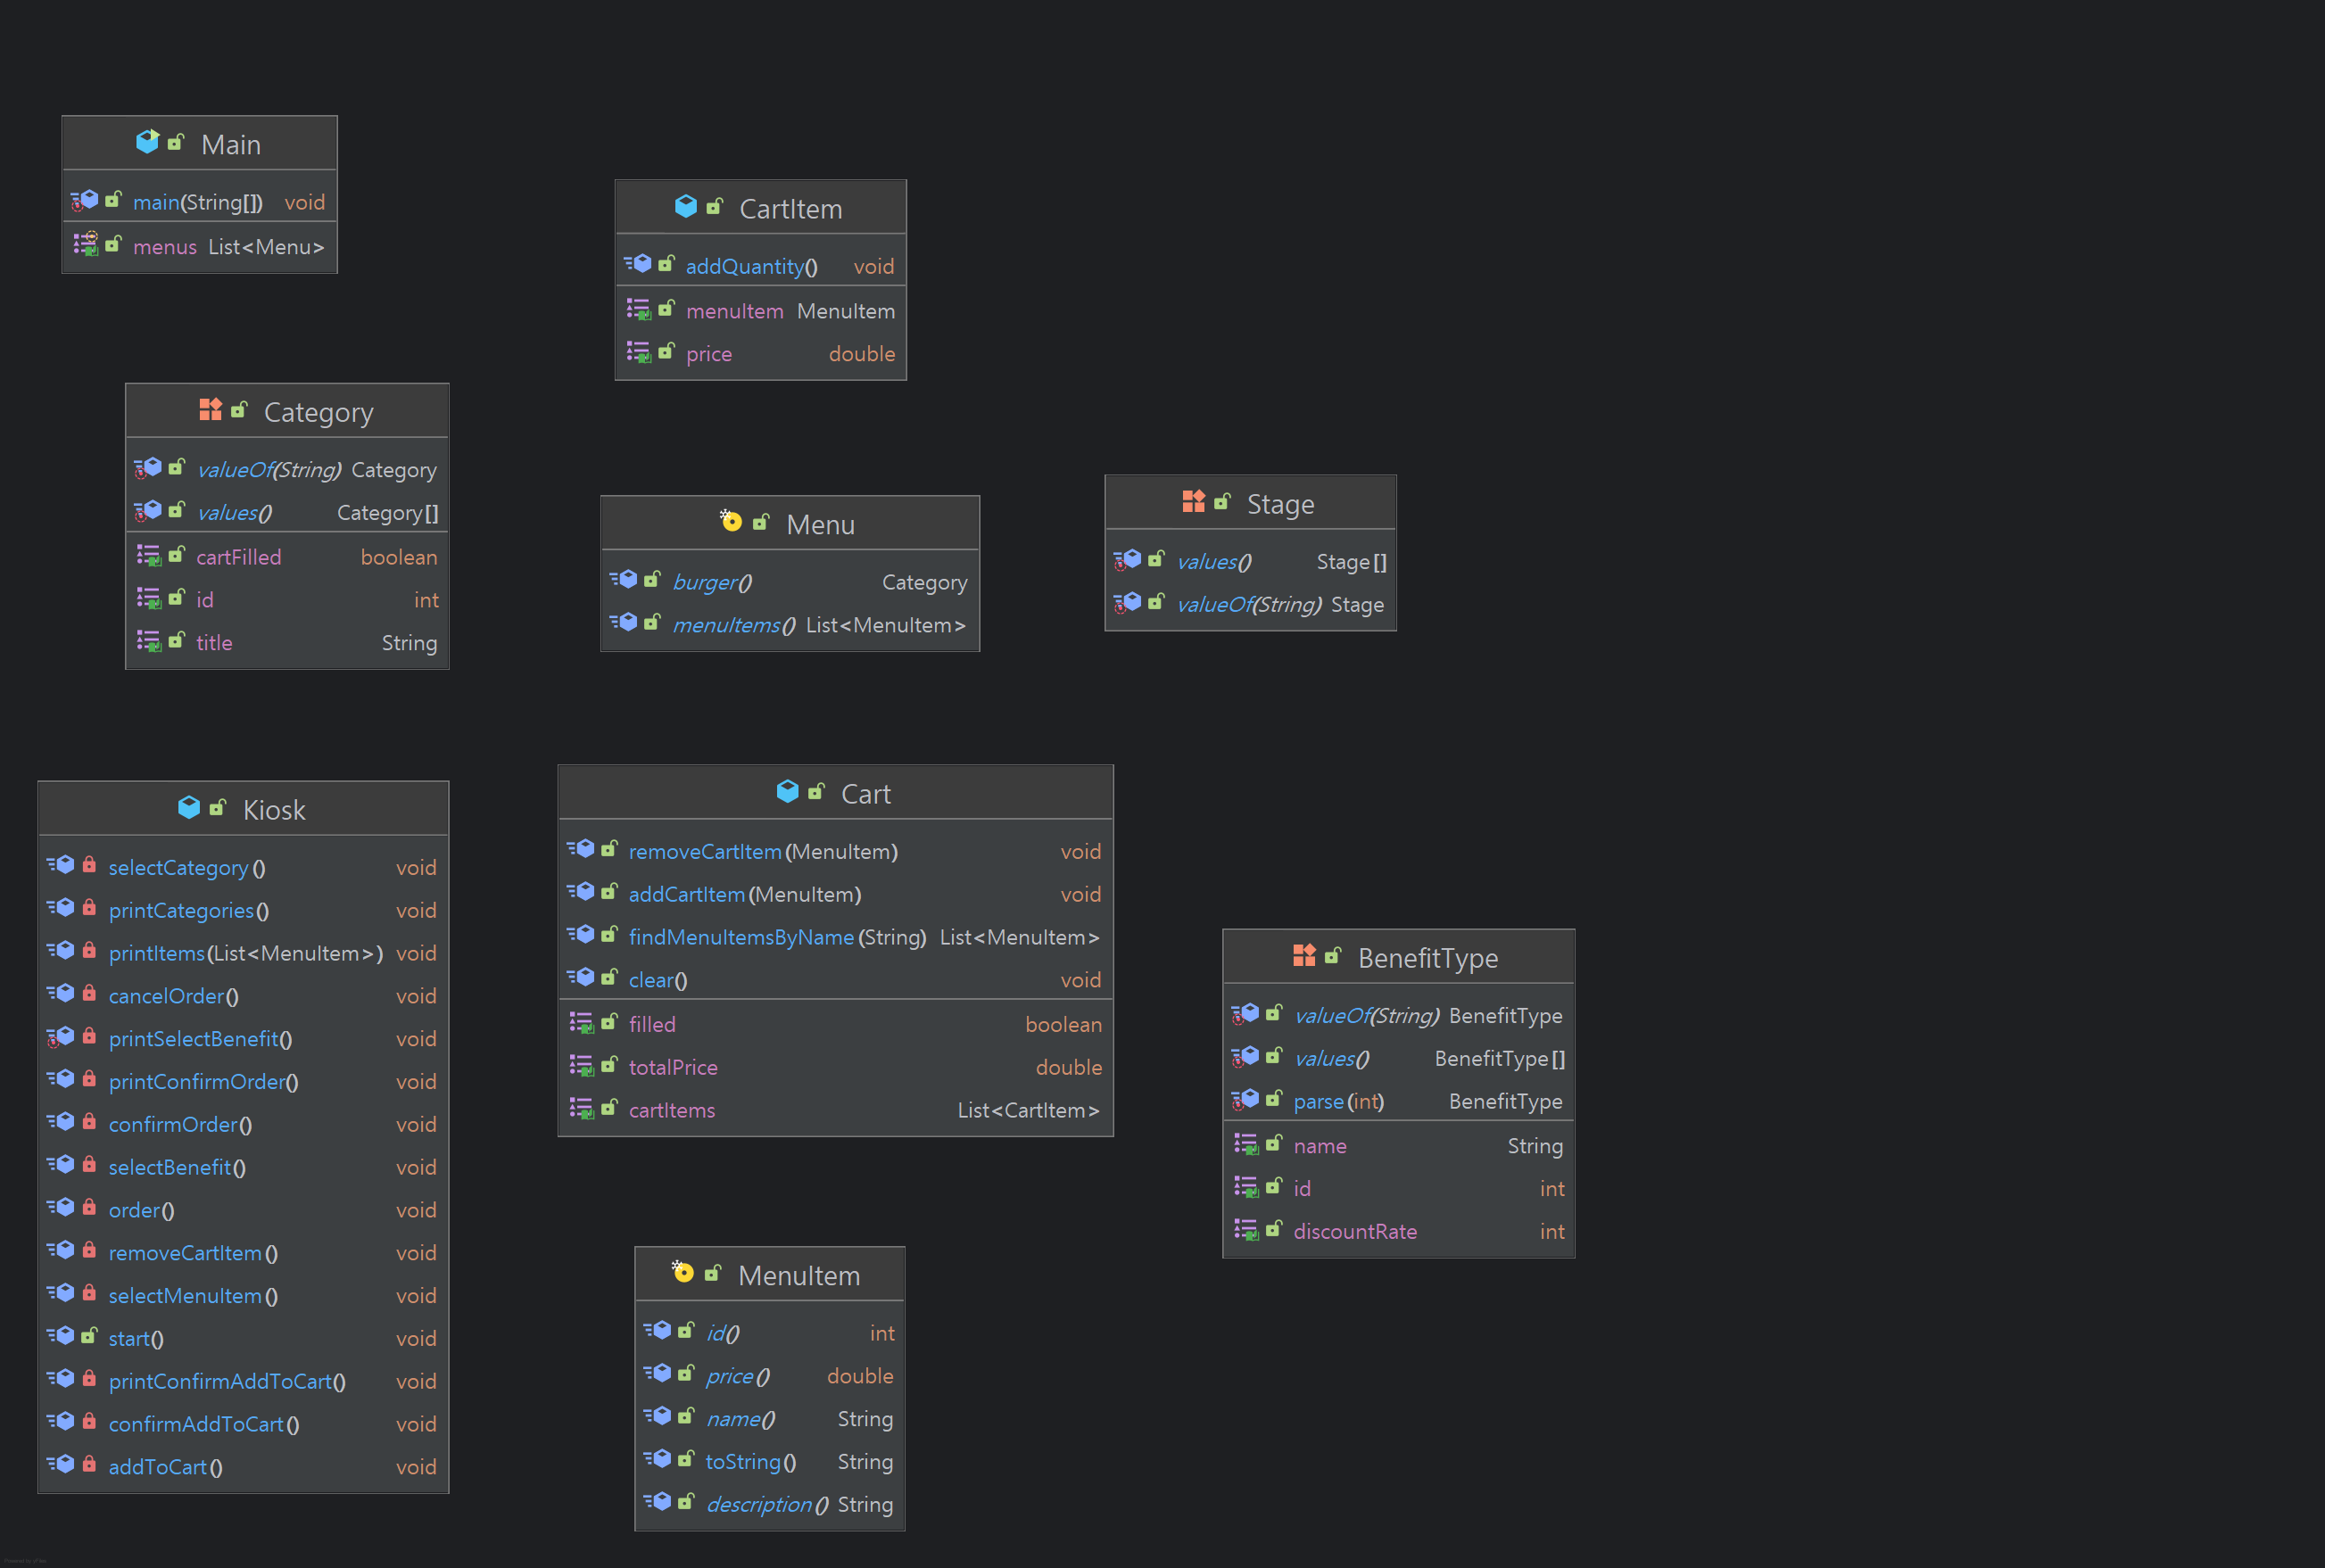 Main
main(String[]) void
menus List<Menu>
CartItem
addQuantity() void
menuItem MenuItem
price double
Category
valueOf(String) Category
values() Category[]
cartFilled boolean
id int
title String
Menu
burger() Category
menuItems() List<MenuItem>
Stage
values() Stage[]
valueOf(String) Stage
Kiosk
selectCategory() void
printCategories() void
printItems(List<MenuItem>) void
cancelOrder() void
printSelectBenefit() void
printConfirmOrder() void
confirmOrder() void
selectBenefit() void
order() void
removeCartItem() void
selectMenuItem() void
start() void
printConfirmAddToCart() void
confirmAddToCart() void
addToCart() void
Cart
removeCartItem(MenuItem) void
addCartItem(MenuItem) void
findMenuItemsByName(String) List<MenuItem>
clear() void
filled boolean
totalPrice double
cartItems List<CartItem>
BenefitType
valueOf(String) BenefitType
values() BenefitType[]
parse(int) BenefitType
name String
id int
discountRate int
MenuItem
id() int
price() double
name() String
toString() String
description() String
Powered by yFiles